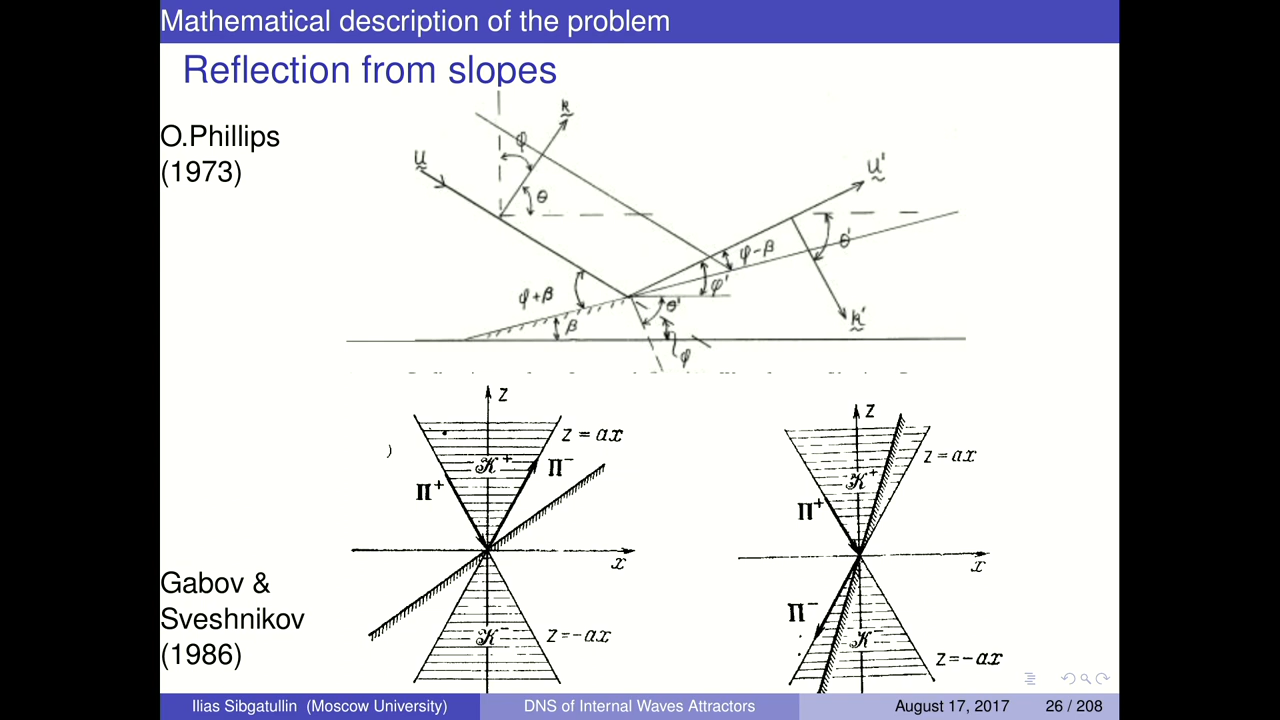 Mathematical description of the problem
Reflection from slopes
O.Phillips
(1973)
k
φ
u
θ
u'
φ-β
θ'
φ+β
φ'
θ'
β
k'
φ
z
z = ax
𝒦⁺
Π⁻
Π⁺
x
𝒦⁻
z=-ax
)
z
z=ax
𝒦⁺
Π⁺
x
Π⁻
𝒦⁻
z=-ax
Gabov &
Sveshnikov
(1986)
Ilias Sibgatullin (Moscow University) DNS of Internal Waves Attractors August 17, 2017 26 / 208